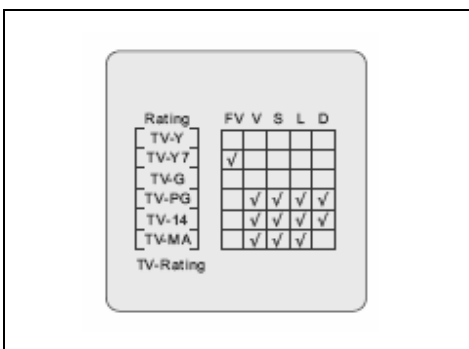 Rating FV V S L D
TV-Y
TV-Y7 √
TV-G
TV-PG √ √ √ √
TV-14 √ √ √ √
TV-MA √ √ √
TV-Rating